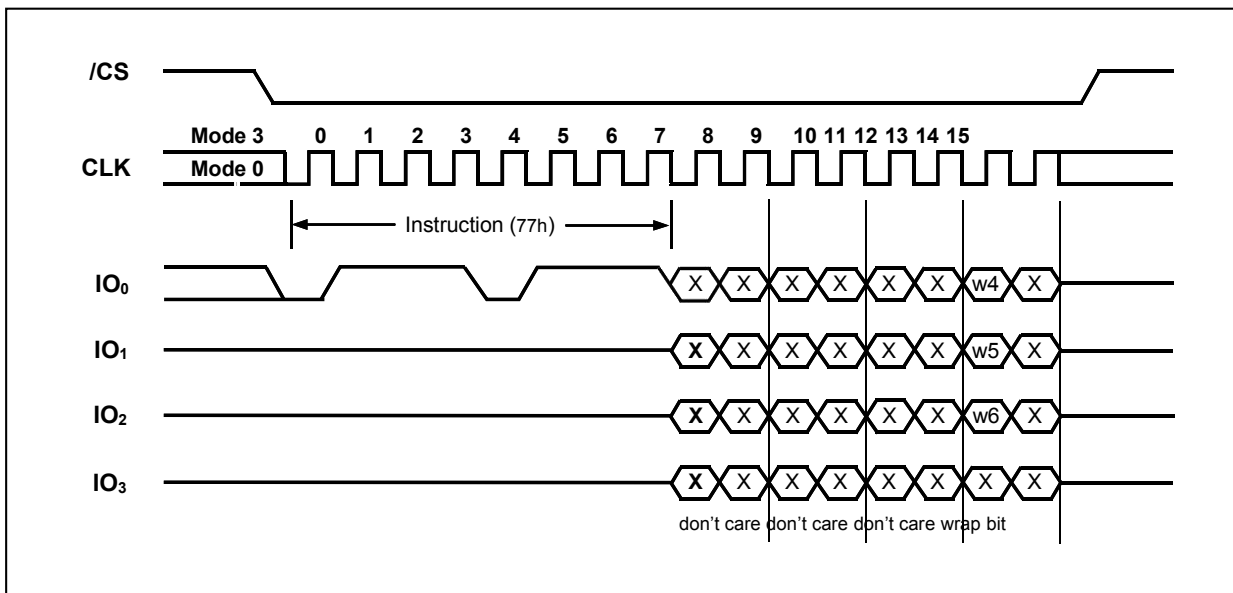 /CS
Mode 3 0 1 2 3 4 5 6 7 8 9 10 11 12 13 14 15
CLK
Mode 0
Instruction (77h)
IO0 X X X X X X w4 X
IO1 X X X X X X w5 X
IO2 X X X X X X w6 X
IO3 X X X X X X X X
don't care don't care don't care wrap bit